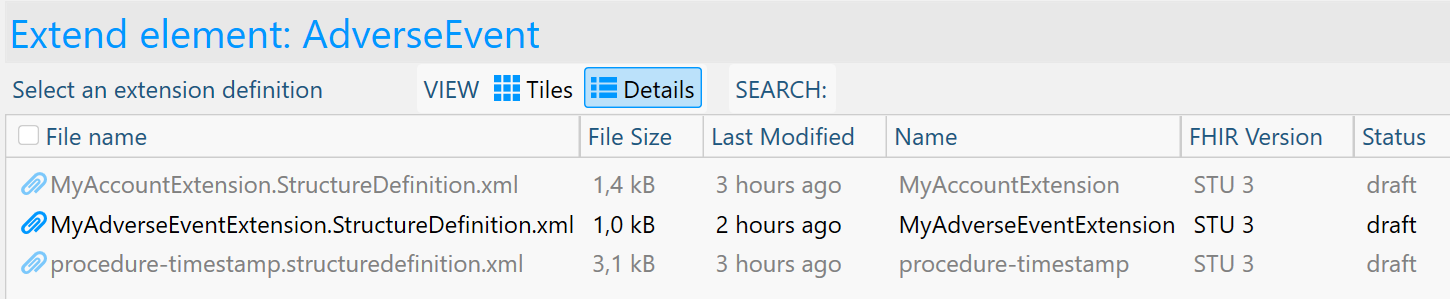 Extend element: AdverseEvent
Select an extension definition VIEW Tiles Details SEARCH:
File name File Size Last Modified Name FHIR Version Status
MyAccountExtension.StructureDefinition.xml 1,4 kB 3 hours ago MyAccountExtension STU 3 draft
MyAdverseEventExtension.StructureDefinition.xml 1,0 kB 2 hours ago MyAdverseEventExtension STU 3 draft
procedure-timestamp.structuredefinition.xml 3,1 kB 3 hours ago procedure-timestamp STU 3 draft